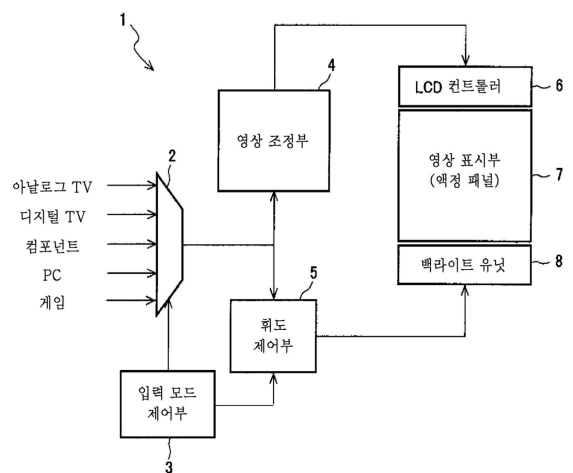 1
4
6
LCD 컨트롤러
영상 조정부
2
영상 표시부
(액정 패널)
7
아날로그 TV
디지털 TV
컴포넌트
PC
게임
5
백라이트 유닛
8
휘도
제어부
입력 모드
제어부
3